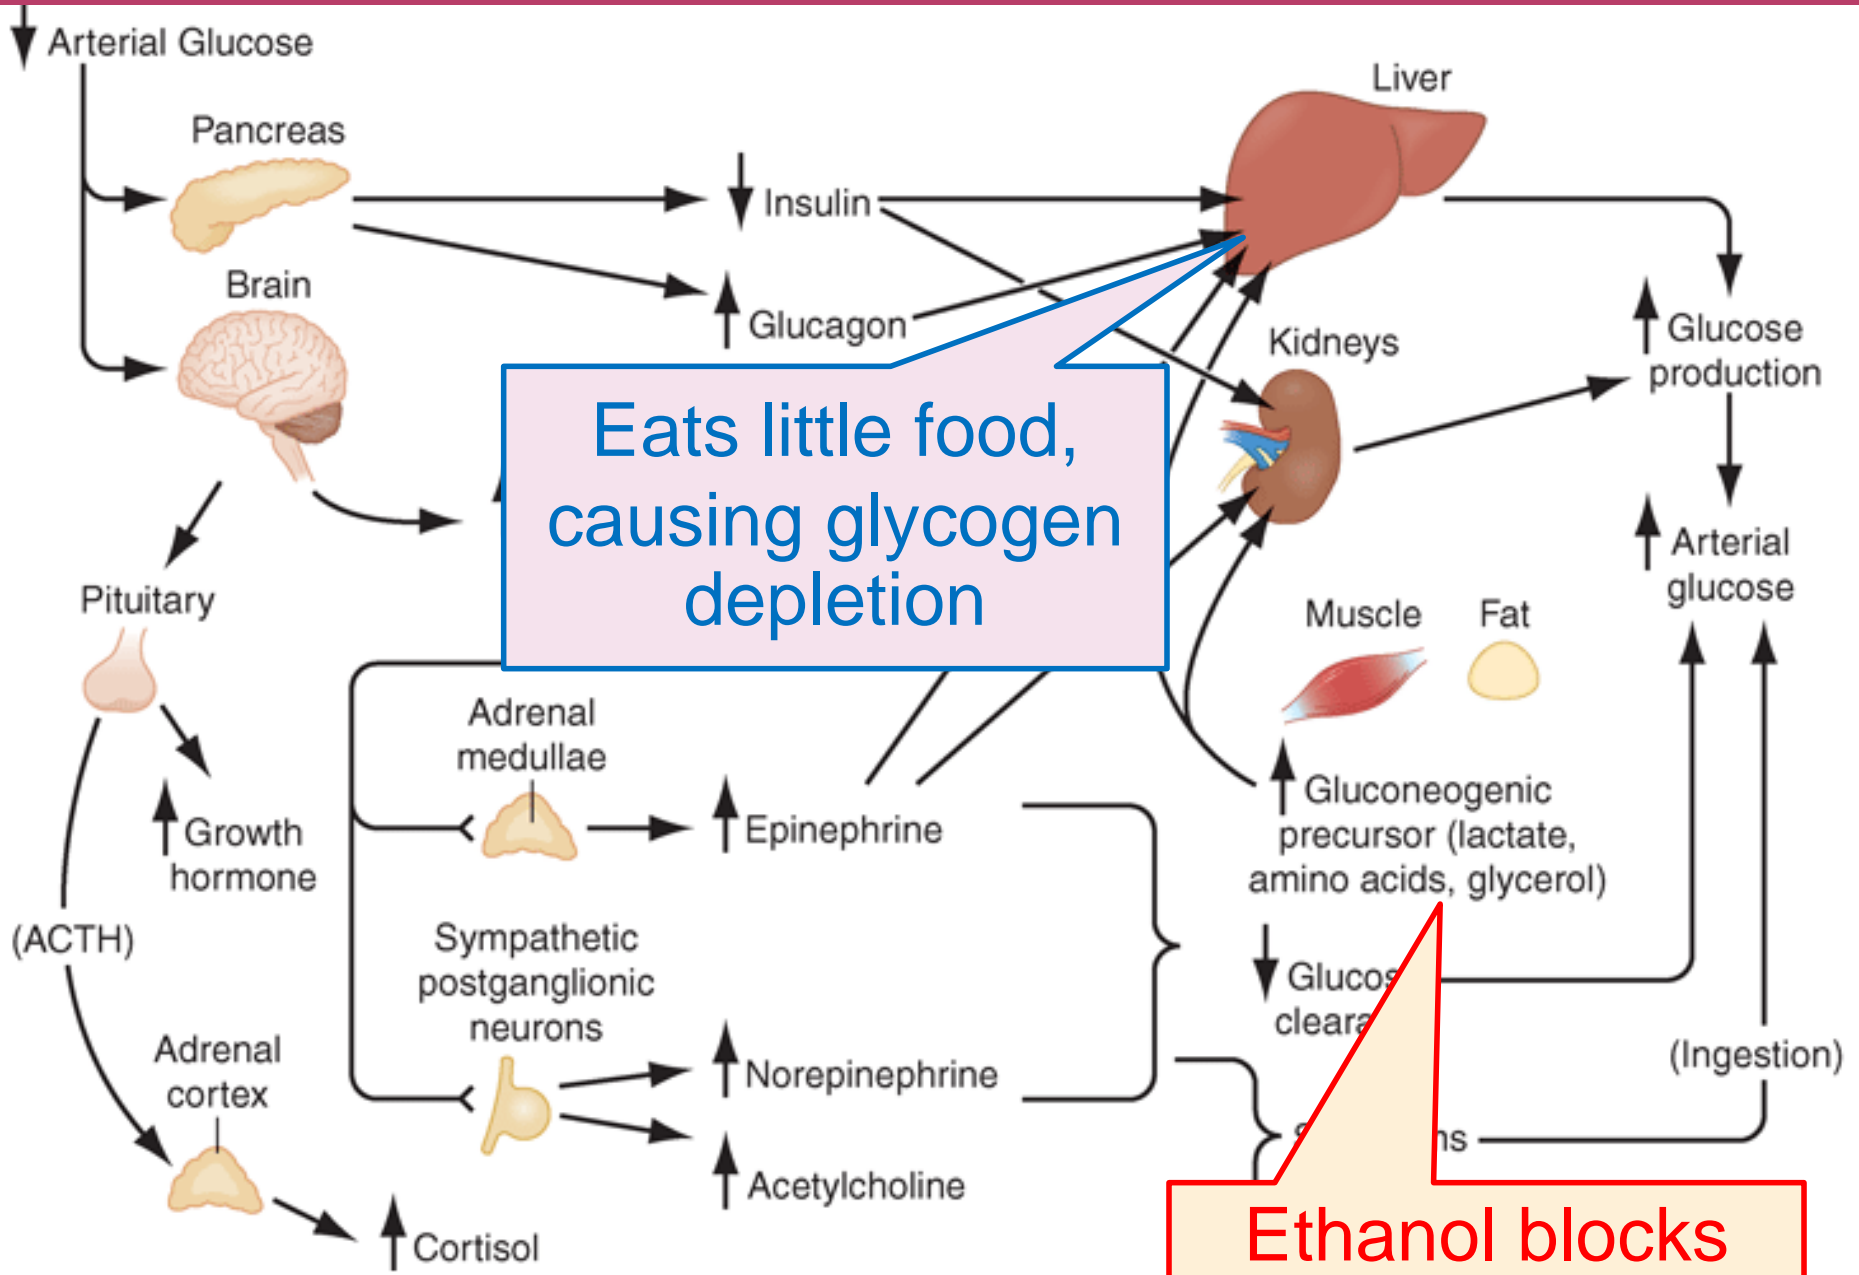 Arterial Glucose
Liver
Pancreas
Insulin
Brain
Glucagon
Kidneys
Glucose
production
Eats little food,
causing glycogen
depletion
Arterial
glucose
Pituitary
Muscle
Fat
Adrenal
medullae
Gluconeogenic
precursor (lactate,
amino acids, glycerol)
Growth
hormone
Epinephrine
(ACTH)
Sympathetic
postganglionic
neurons
Glucos
cleara
(Ingestion)
Adrenal
cortex
Norepinephrine
Acetylcholine
Cortisol
Ethanol blocks